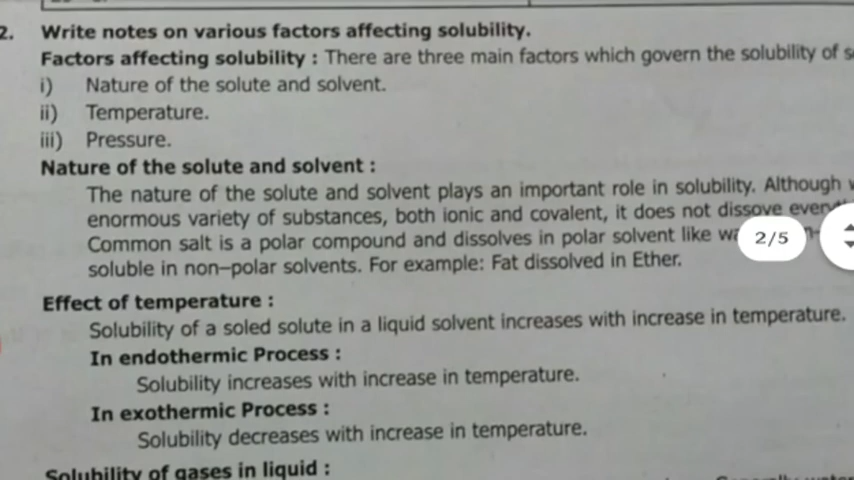 2. Write notes on various factors affecting solubility.
Factors affecting solubility : There are three main factors which govern the solubility of
i) Nature of the solute and solvent.
ii) Temperature.
iii) Pressure.
Nature of the solute and solvent :
The nature of the solute and solvent plays an important role in solubility. Although
enormous variety of substances, both ionic and covalent, it does not dissove
Common salt is a polar compound and dissolves in polar solvent like
2/5
soluble in non-polar solvents. For example: Fat dissolved in Ether.
Effect of temperature :
Solubility of a soled solute in a liquid solvent increases with increase in temperature.
In endothermic Process :
Solubility increases with increase in temperature.
In exothermic Process :
Solubility decreases with increase in temperature.
Solubility of gases in liquid :